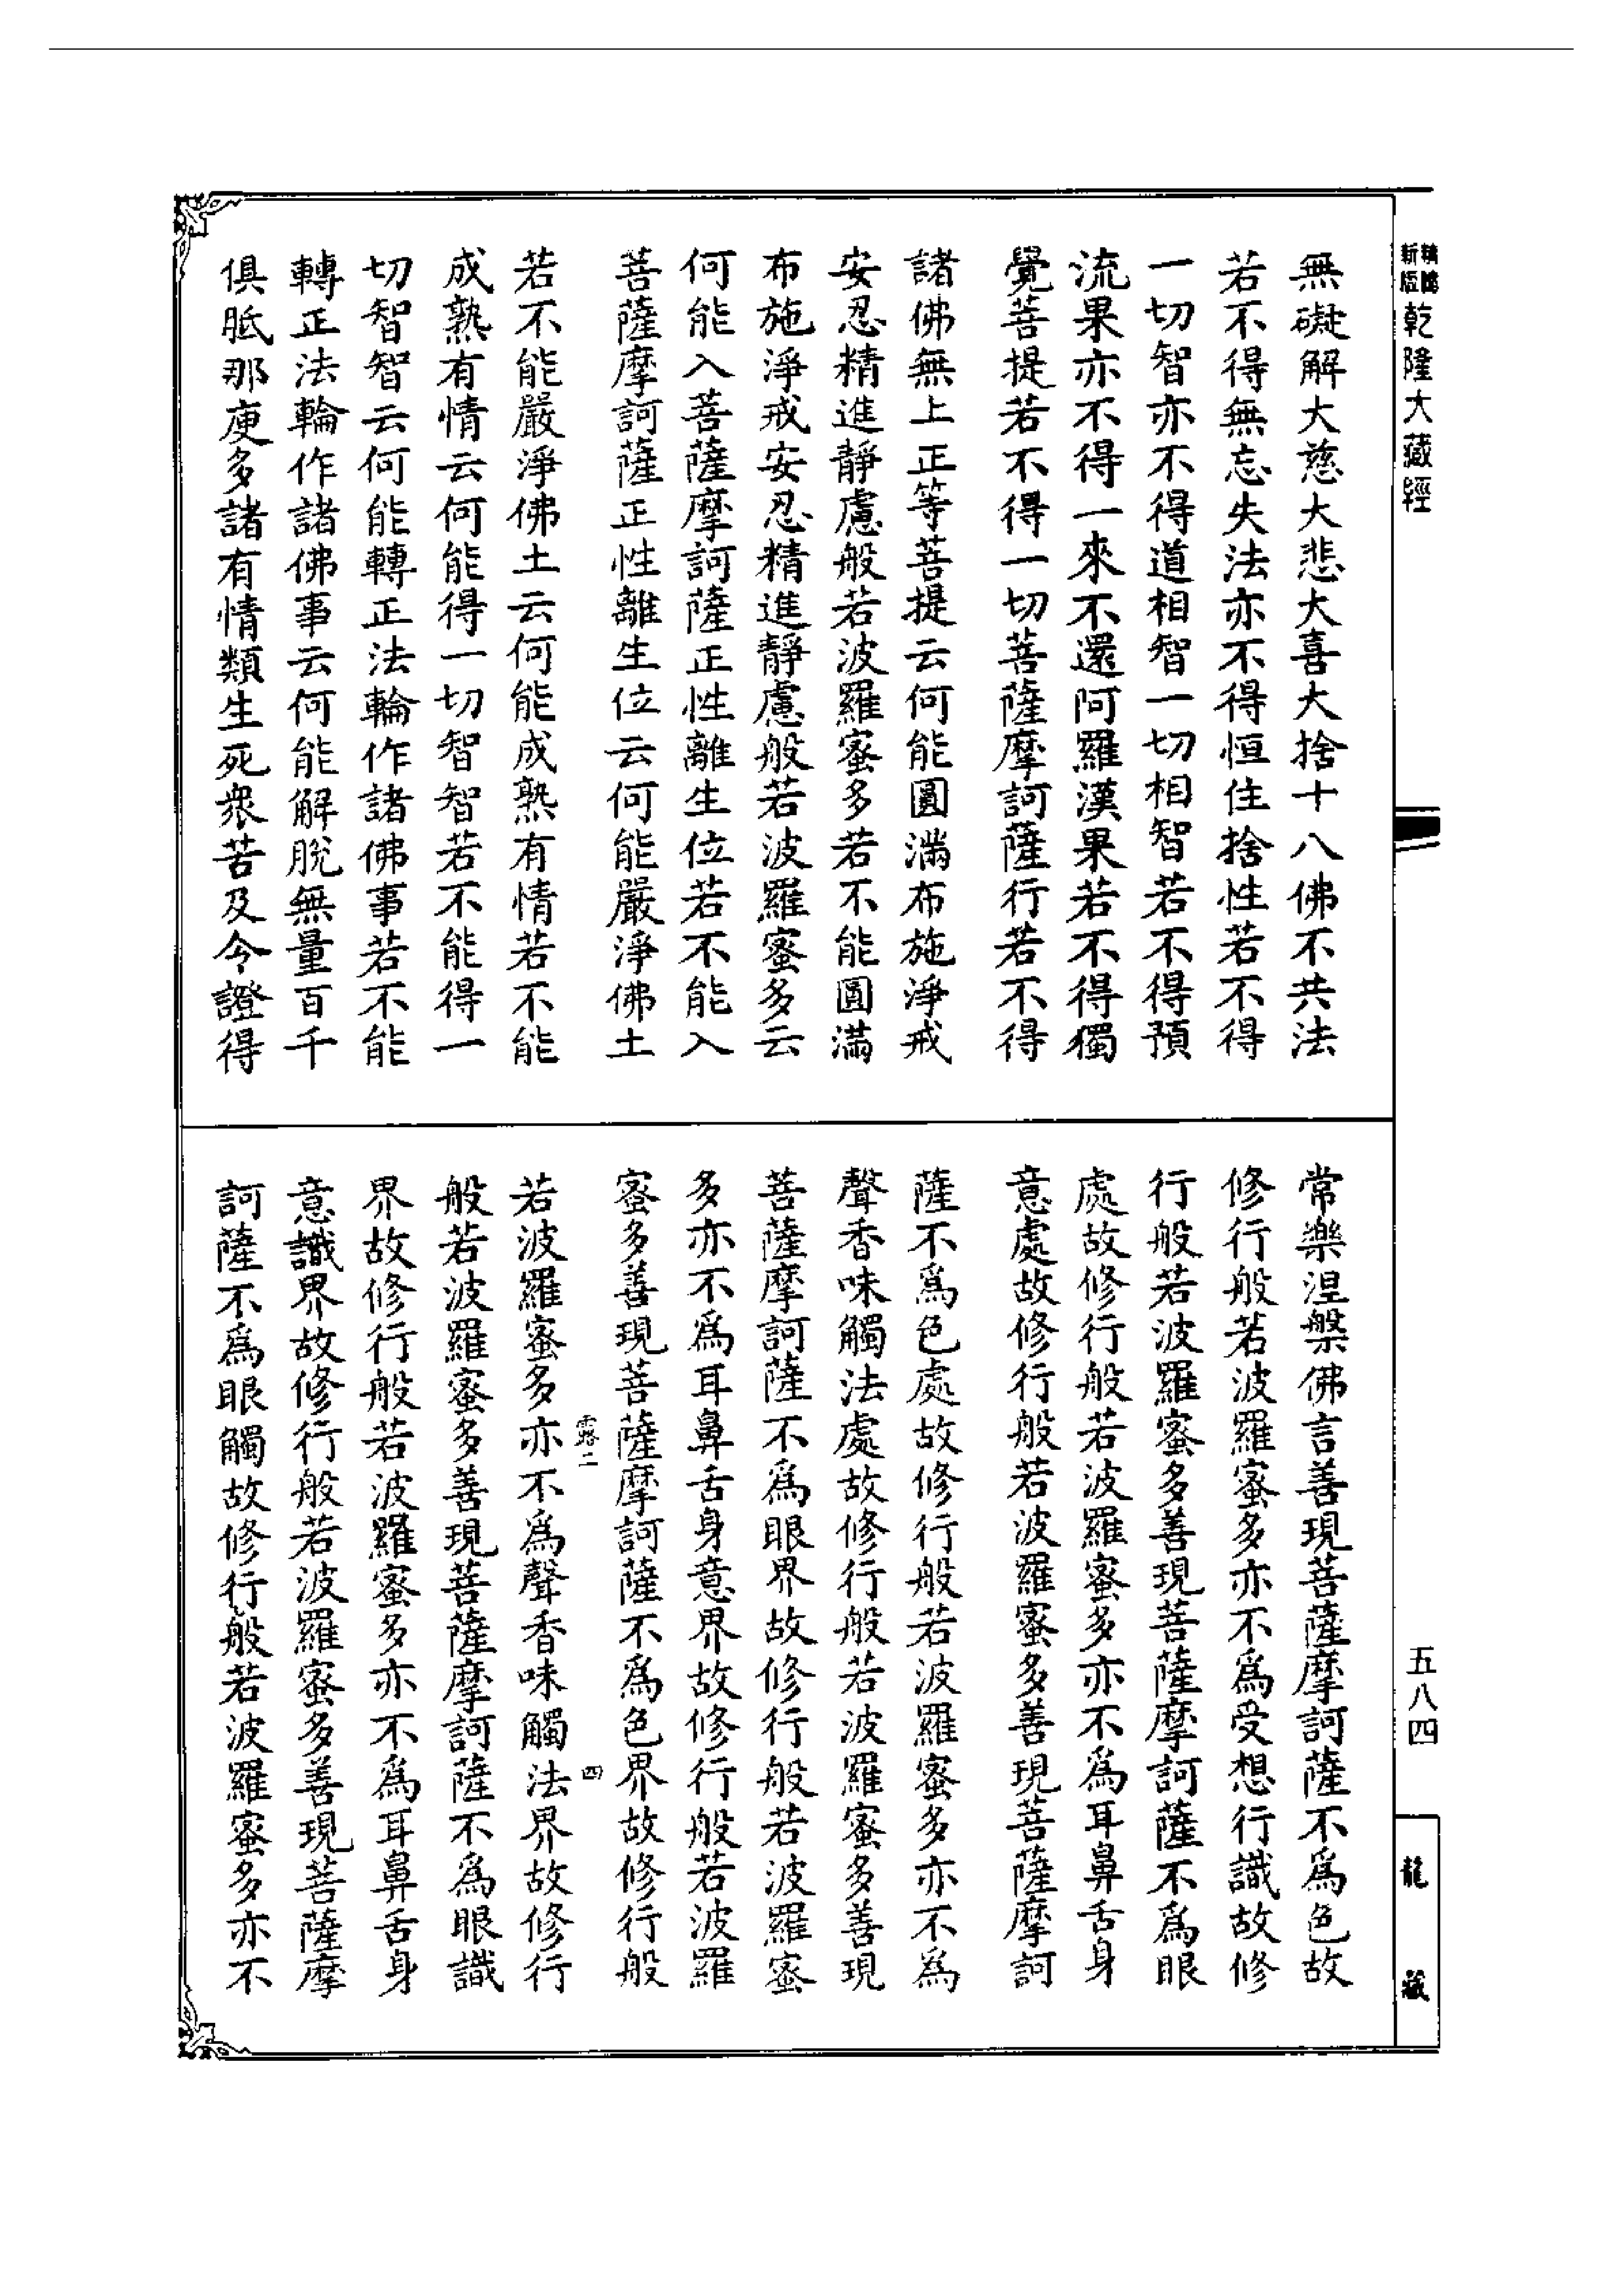 精縮新版乾隆大藏經
無礙解大慈大悲大喜大捨十八佛不共法
若不得無忘失法亦不得恒住捨性若不得
一切智亦不得道相智一切相智若不得預
流果亦不得一來不還阿羅漢果若不得獨
覺菩提若不得一切菩薩摩訶薩行若不得
諸佛無上正等菩提云何能圓滿布施淨戒
安忍精進靜慮般若波羅蜜多若不能圓滿
布施淨戒安忍精進靜慮般若波羅蜜多云
何能入菩薩摩訶薩正性離生位若不能入
菩薩摩訶薩正性離生位云何能嚴淨佛土
若不能嚴淨佛土云何能成熟有情若不能
成熟有情云何能得一切智智若不能得一
切智智云何能轉正法輪作諸佛事若不能
轉正法輪作諸佛事云何能解脫無量百千
俱胝那庾多諸有情類生死衆苦及令證得
常樂涅槃佛言善現菩薩摩訶薩不爲色故
修行般若波羅蜜多亦不爲受想行識故修
行般若波羅蜜多善現菩薩摩訶薩不爲眼
處故修行般若波羅蜜多亦不爲耳鼻舌身
意處故修行般若波羅蜜多善現菩薩摩訶
薩不爲色處故修行般若波羅蜜多亦不爲
聲香味觸法處故修行般若波羅蜜多善現
菩薩摩訶薩不爲眼界故修行般若波羅蜜
多亦不爲耳鼻舌身意界故修行般若波羅
蜜多善現菩薩摩訶薩不爲色界故修行般
露二 四
若波羅蜜多亦不爲聲香味觸法界故修行
般若波羅蜜多善現菩薩摩訶薩不爲眼識
界故修行般若波羅蜜多亦不爲耳鼻舌身
意識界故修行般若波羅蜜多善現菩薩摩
訶薩不爲眼觸故修行般若波羅蜜多亦不
五八四
龍藏